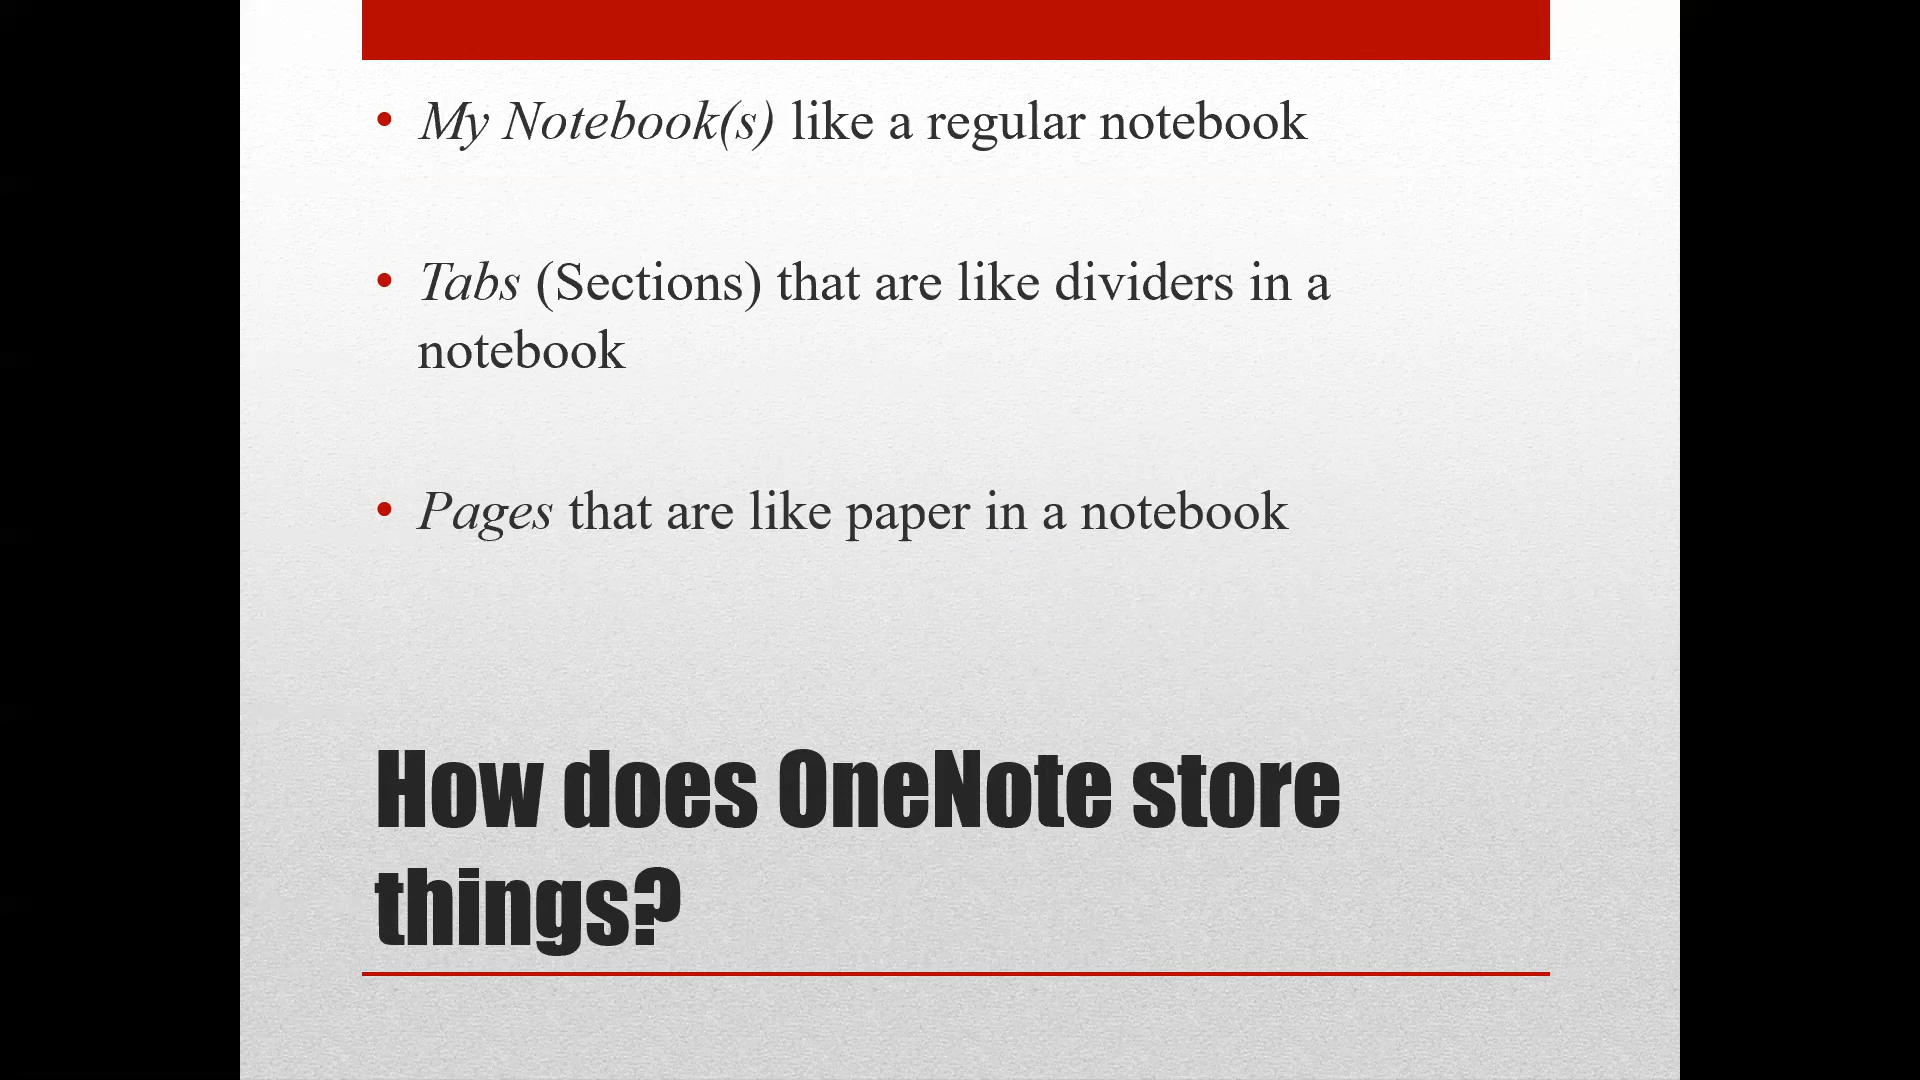 • My Notebook(s) like a regular notebook
• Tabs (Sections) that are like dividers in a
notebook
• Pages that are like paper in a notebook
How does OneNote store
things?